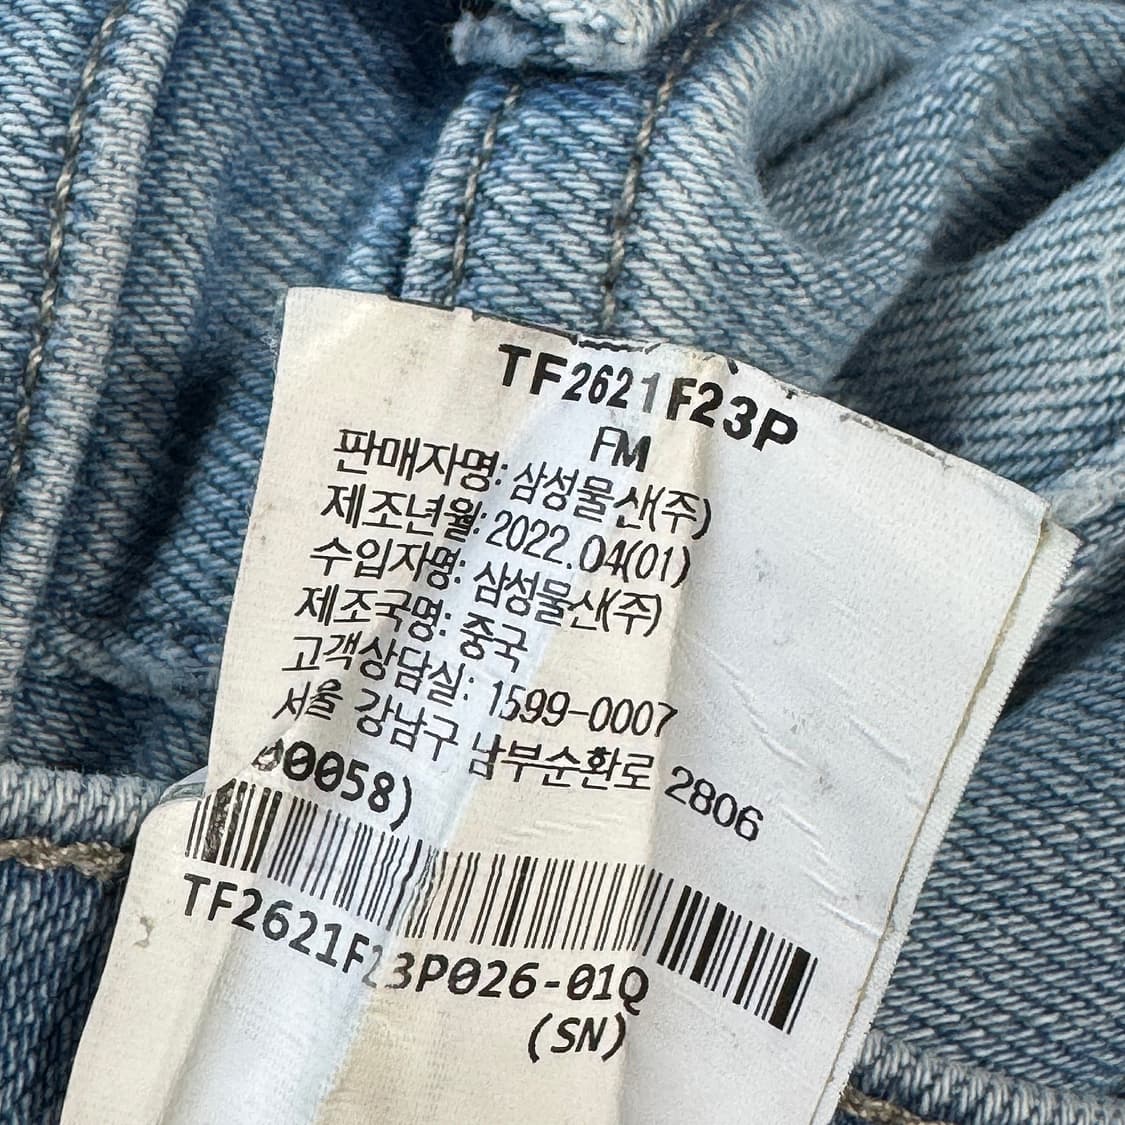 TF2621F23P
FM
판매자명: 삼성물산(주)
제조년월: 2022.04(01)
수입자명: 삼성물산(주)
제조국명: 중국
고객상담실: 1599-0007
서울 강남구 남부순환로 2806
00058)
TF2621F23P026-01Q
(SN)